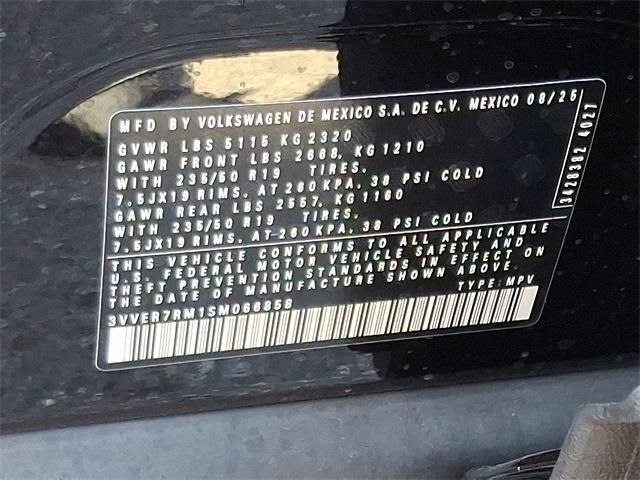 MFD BY VOLKSWAGEN DE MEXICO S.A. DE C.V. MEXICO 08/25
GVWR LBS 5115 KG 2320
GAWR FRONT LBS 2668, KG 1210
WITH 235/50 R19 TIRES,
7.5JX19 RIMS, AT 260 KPA, 38 PSI COLD
GAWR REAR LBS 2557, KG 1160
WITH 235/50 R19 TIRES,
7.5JX19 RIMS, AT 260 KPA, 38 PSI COLD
THIS VEHICLE CONFORMS TO ALL APPLICABLE
U.S. FEDERAL MOTOR VEHICLE SAFETY AND
THEFT PREVENTION STANDARDS IN EFFECT ON
THE DATE OF MANUFACTURE SHOWN ABOVE.
TYPE: MPV
3VVER7RM1SM066858
3428382 4027